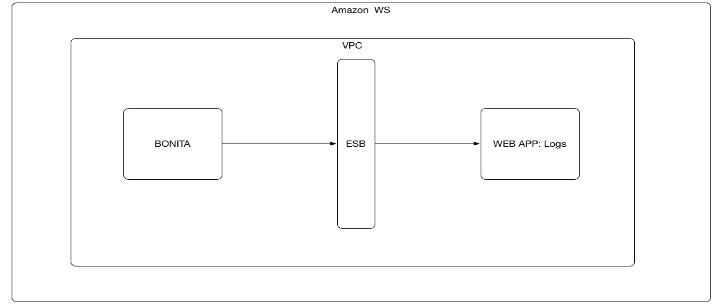 Amazon WS
VPC
BONITA
ESB
WEB APP: Logs